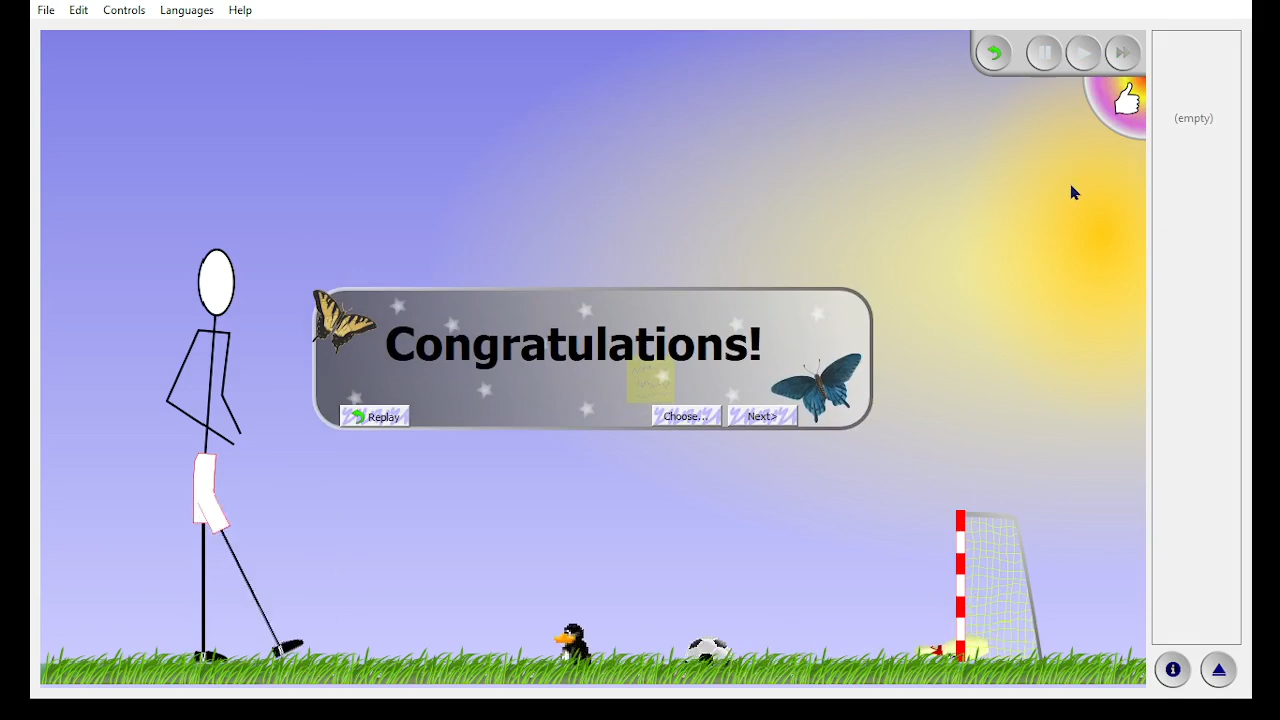 File Edit Controls Languages Help
(empty)
Congratulations!
Replay Choose... Next>